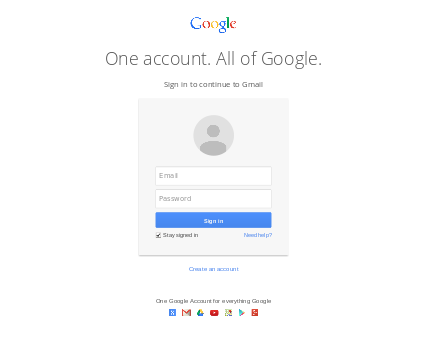 Google
One account. All of Google.
Sign in to continue to Gmail
Email
Password
Sign in
Stay signed in Need help?
Create an account
One Google Account for everything Google